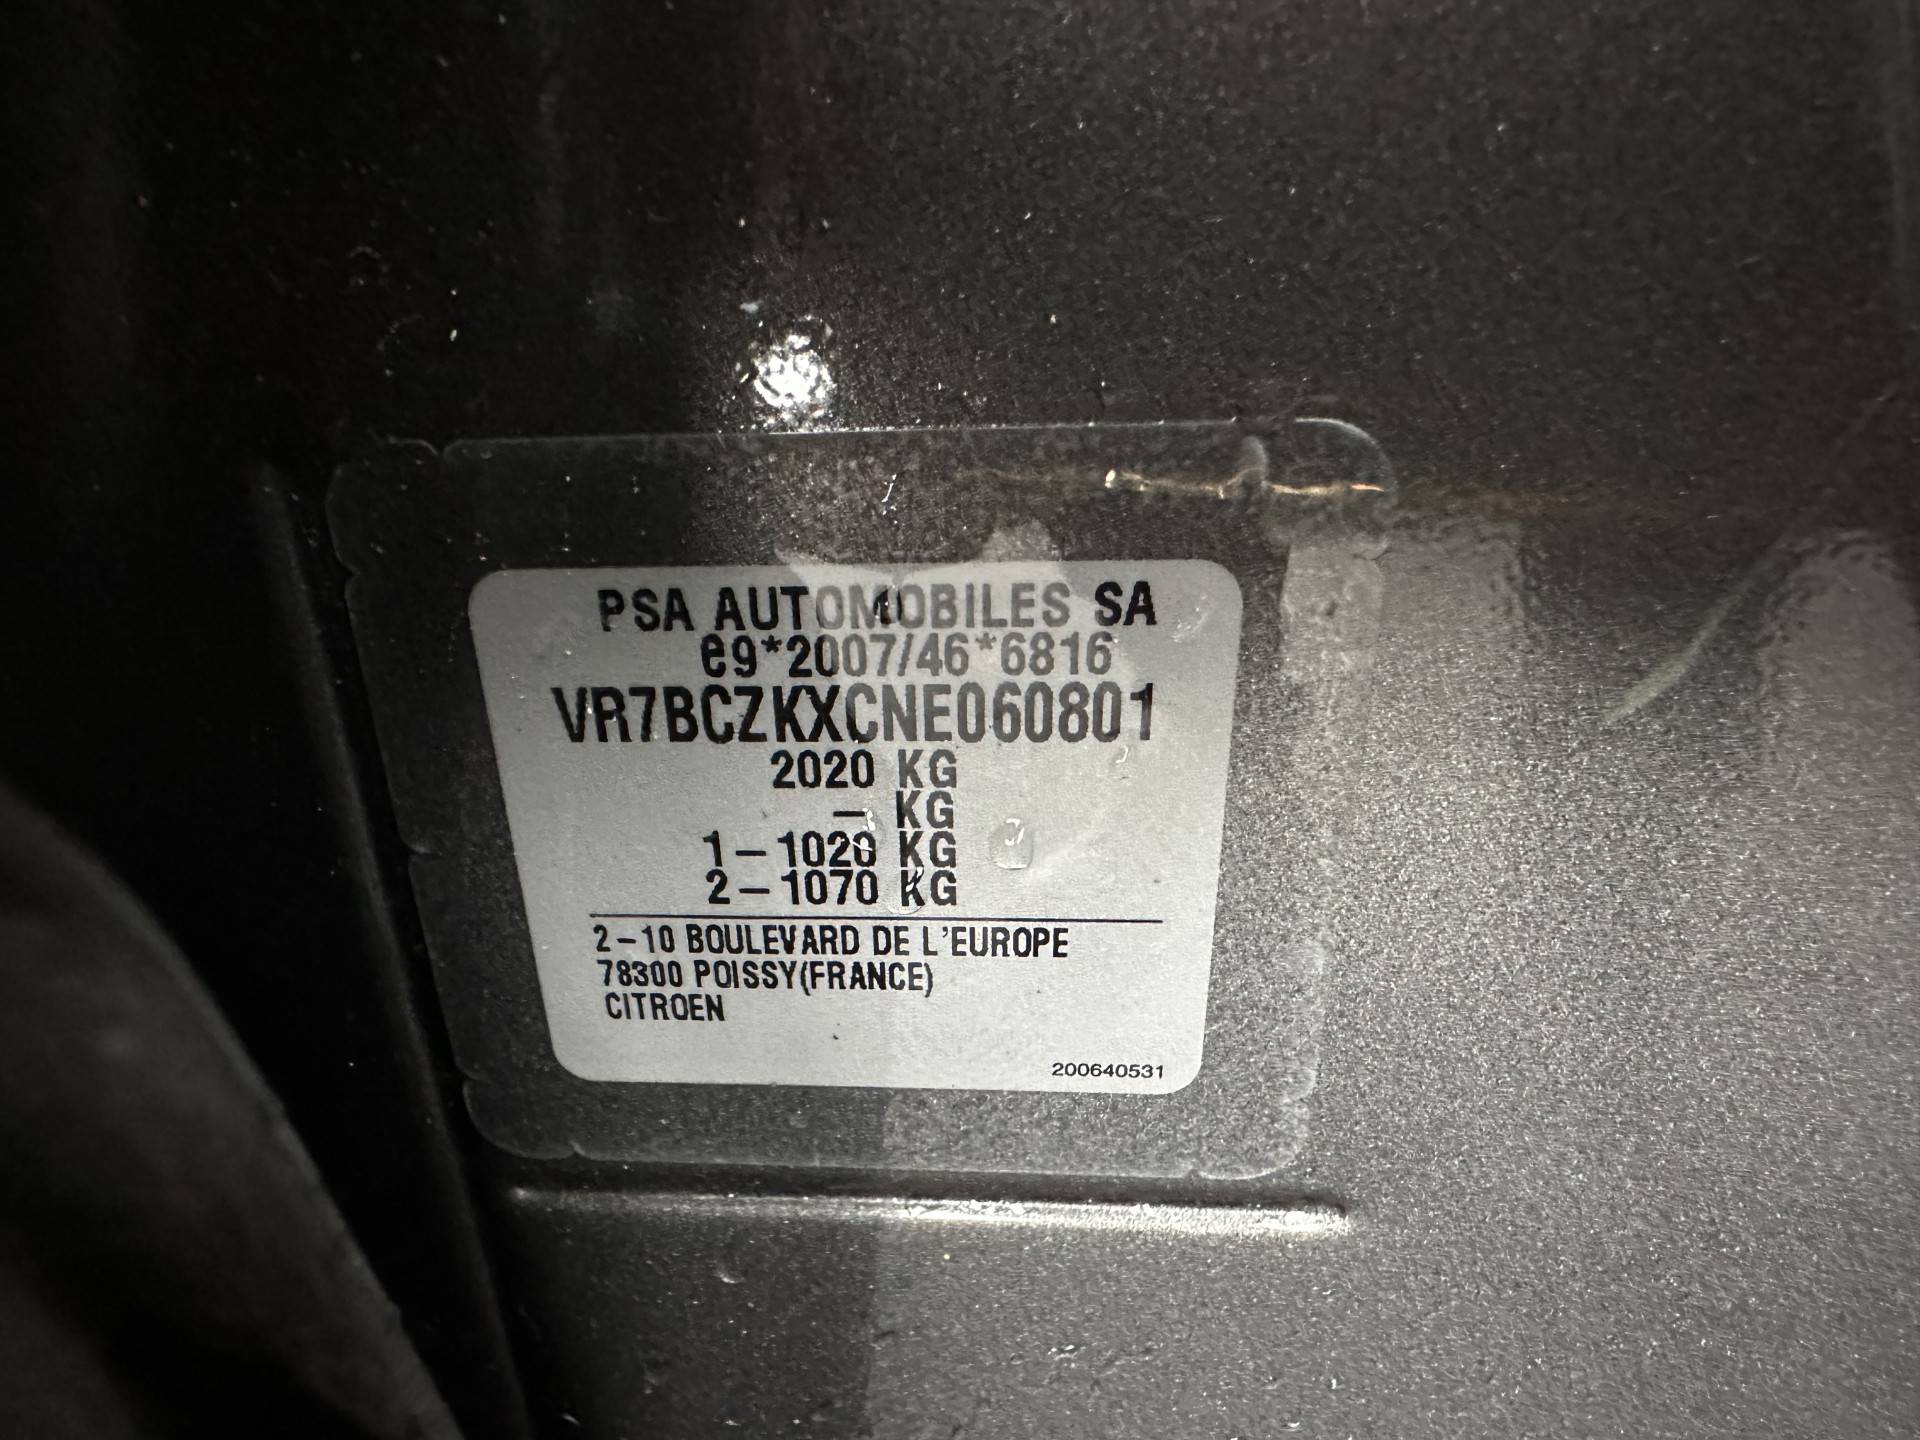 PSA AUTOMOBILES SA
e9*2007/46*6816
VR7BCZKXCNE060801
2020 KG
– KG
1–1020 KG
2–1070 KG
2–10 BOULEVARD DE L'EUROPE
78300 POISSY(FRANCE)
CITROEN
200640531